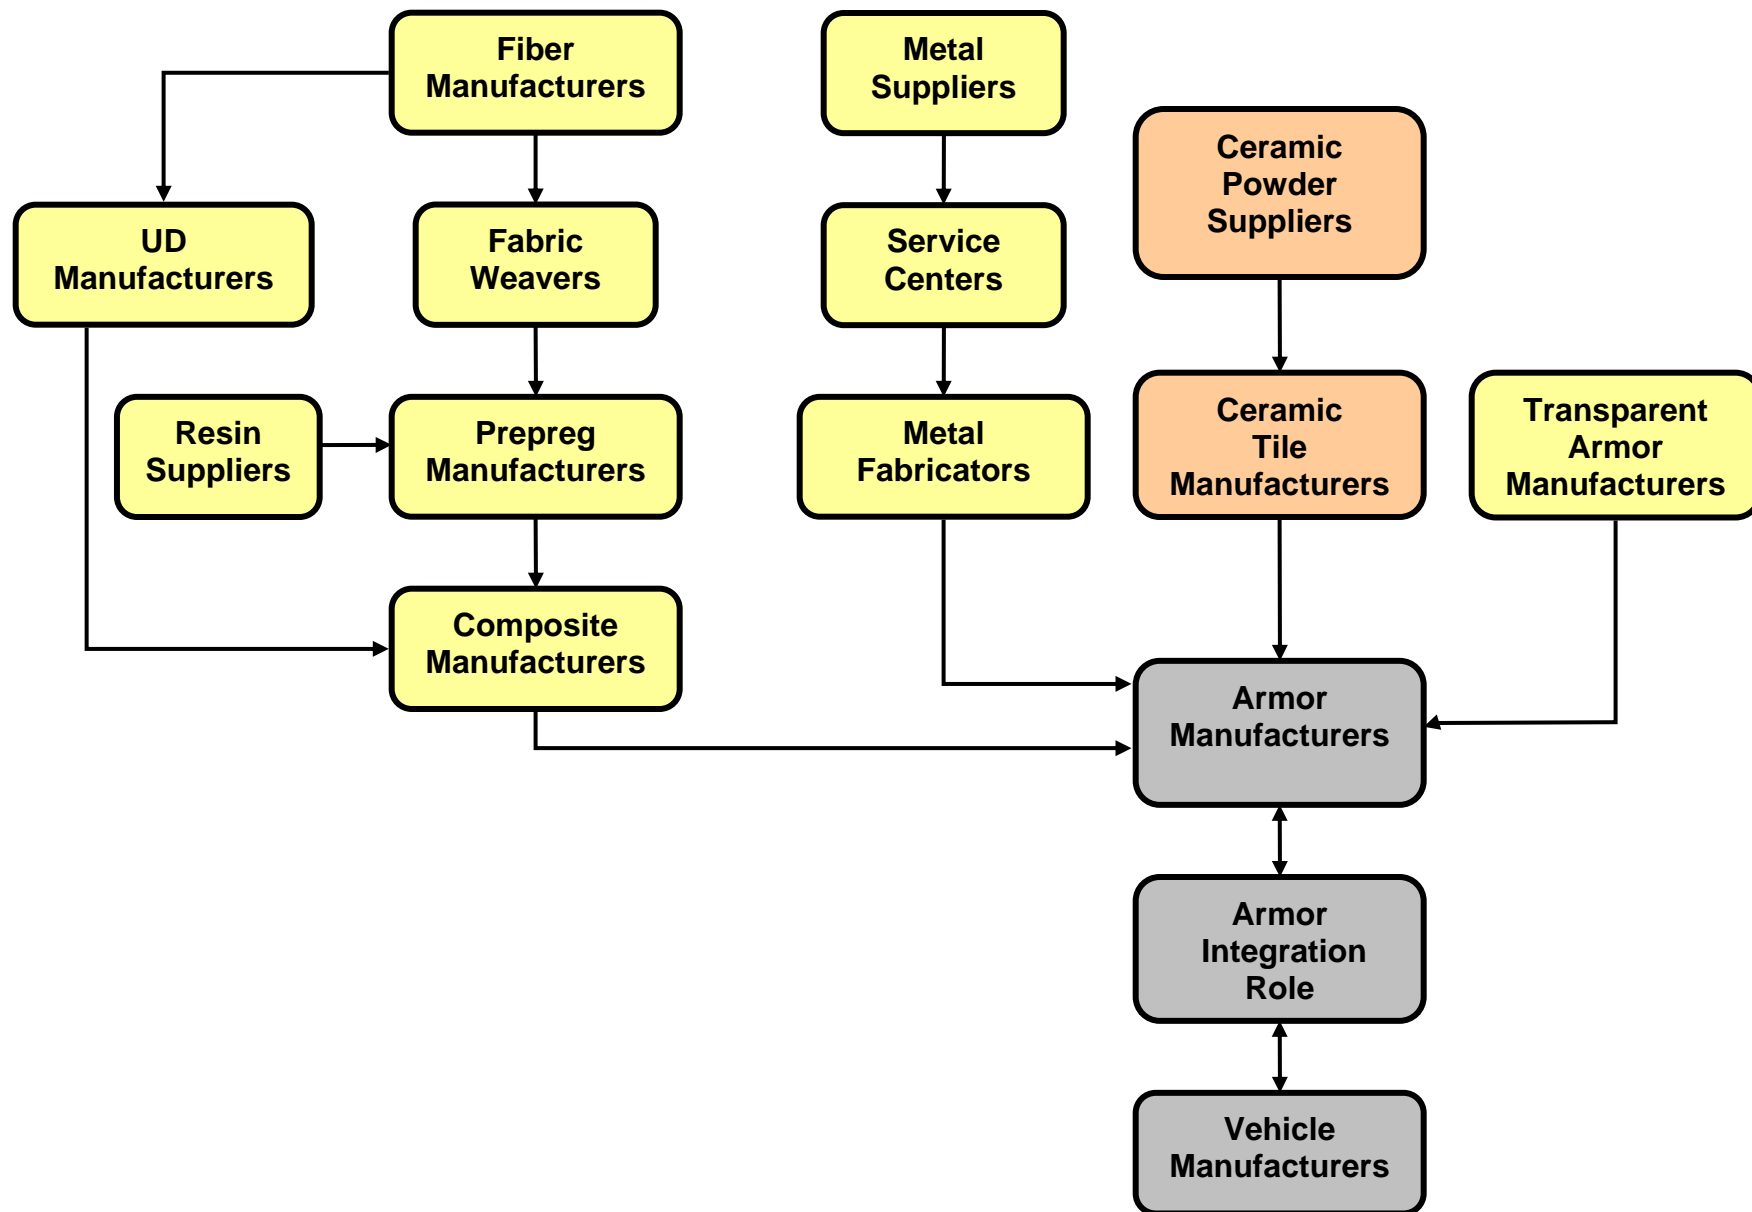 Fiber
Manufacturers
Metal
Suppliers
Ceramic
Powder
Suppliers
UD
Manufacturers
Fabric
Weavers
Service
Centers
Resin
Suppliers
Prepreg
Manufacturers
Metal
Fabricators
Ceramic
Tile
Manufacturers
Transparent
Armor
Manufacturers
Composite
Manufacturers
Armor
Manufacturers
Armor
Integration
Role
Vehicle
Manufacturers